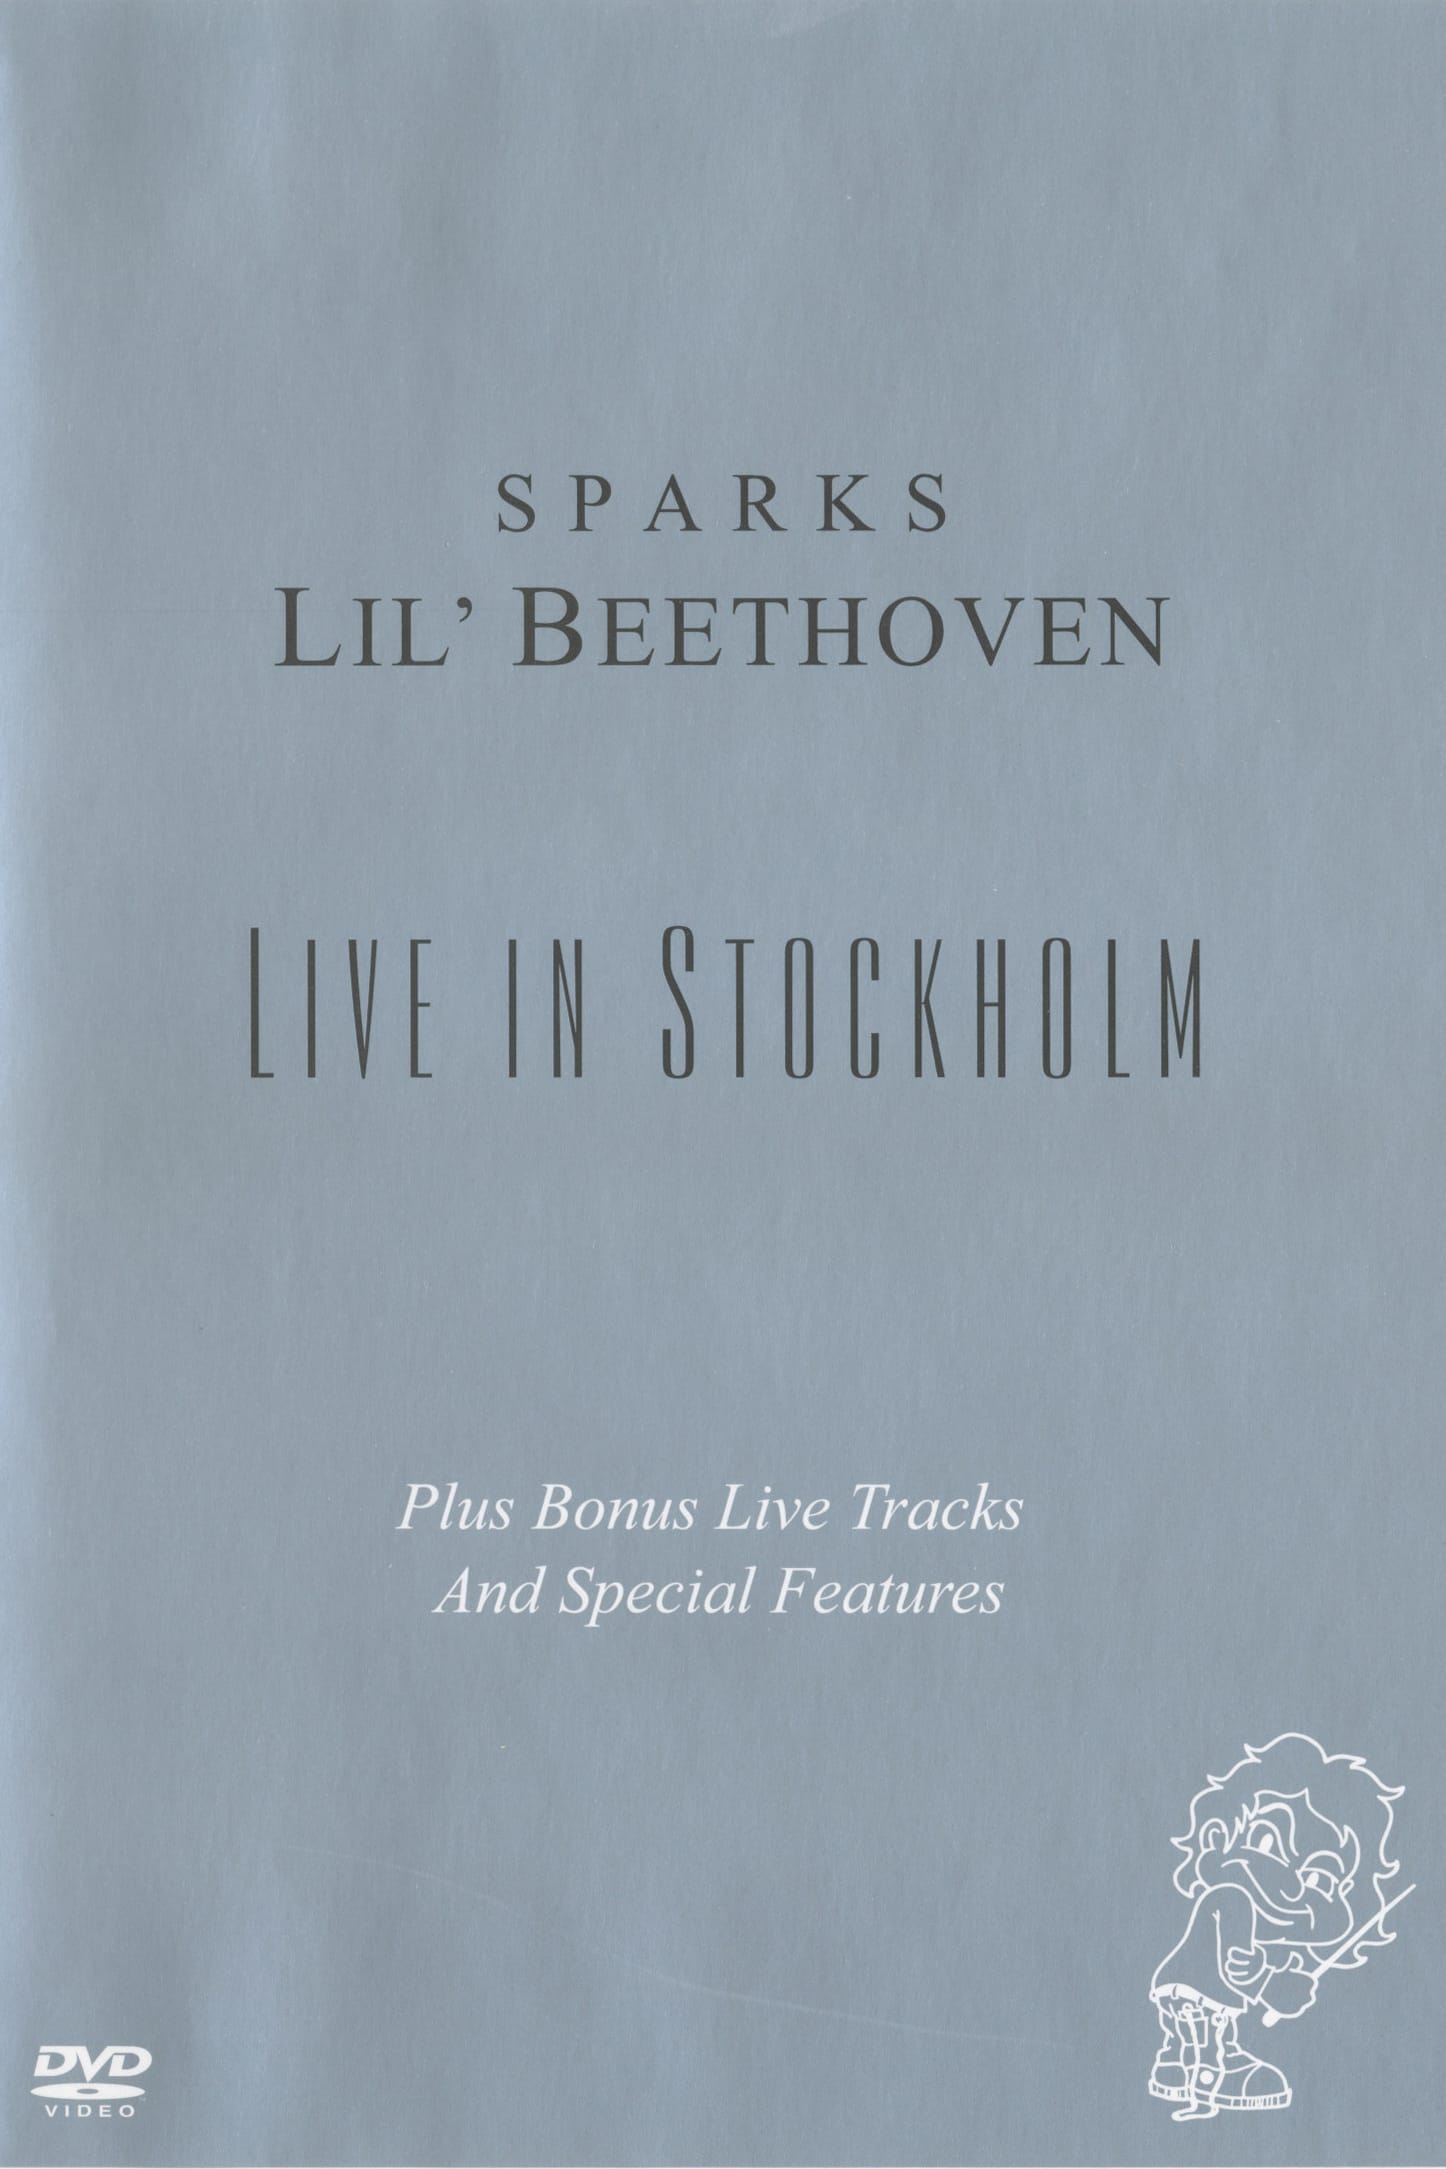 SPARKS
LIL’ BEETHOVEN
LIVE IN STOCKHOLM
Plus Bonus Live Tracks
And Special Features
DVD
VIDEO